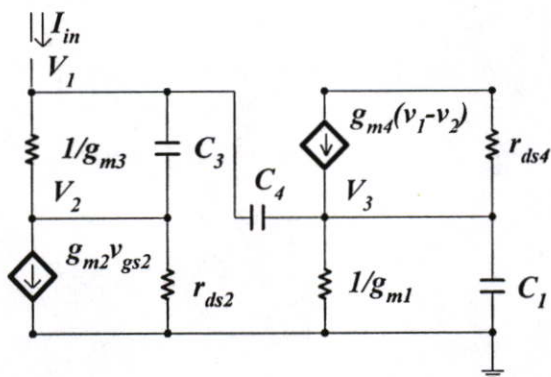 I_in
V_1
g_m4(v_1-v_2)
1/g_m3
C_3
r_ds4
C_4
V_2
V_3
g_m2v_gs2
r_ds2
1/g_m1
C_1